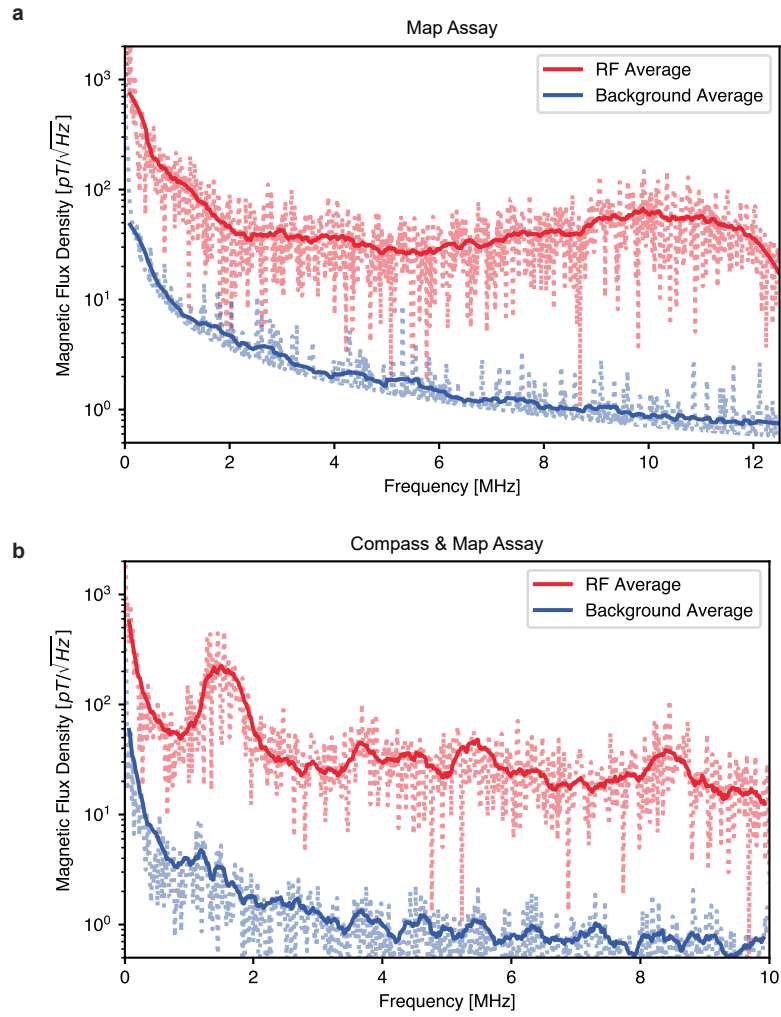 a
Map Assay
Magnetic Flux Density [pT/√Hz]
10³
10²
10¹
10⁰
RF Average
Background Average
0 2 4 6 8 10 12
Frequency [MHz]
b
Compass & Map Assay
Magnetic Flux Density [pT/√Hz]
10³
10²
10¹
10⁰
RF Average
Background Average
0 2 4 6 8 10
Frequency [MHz]